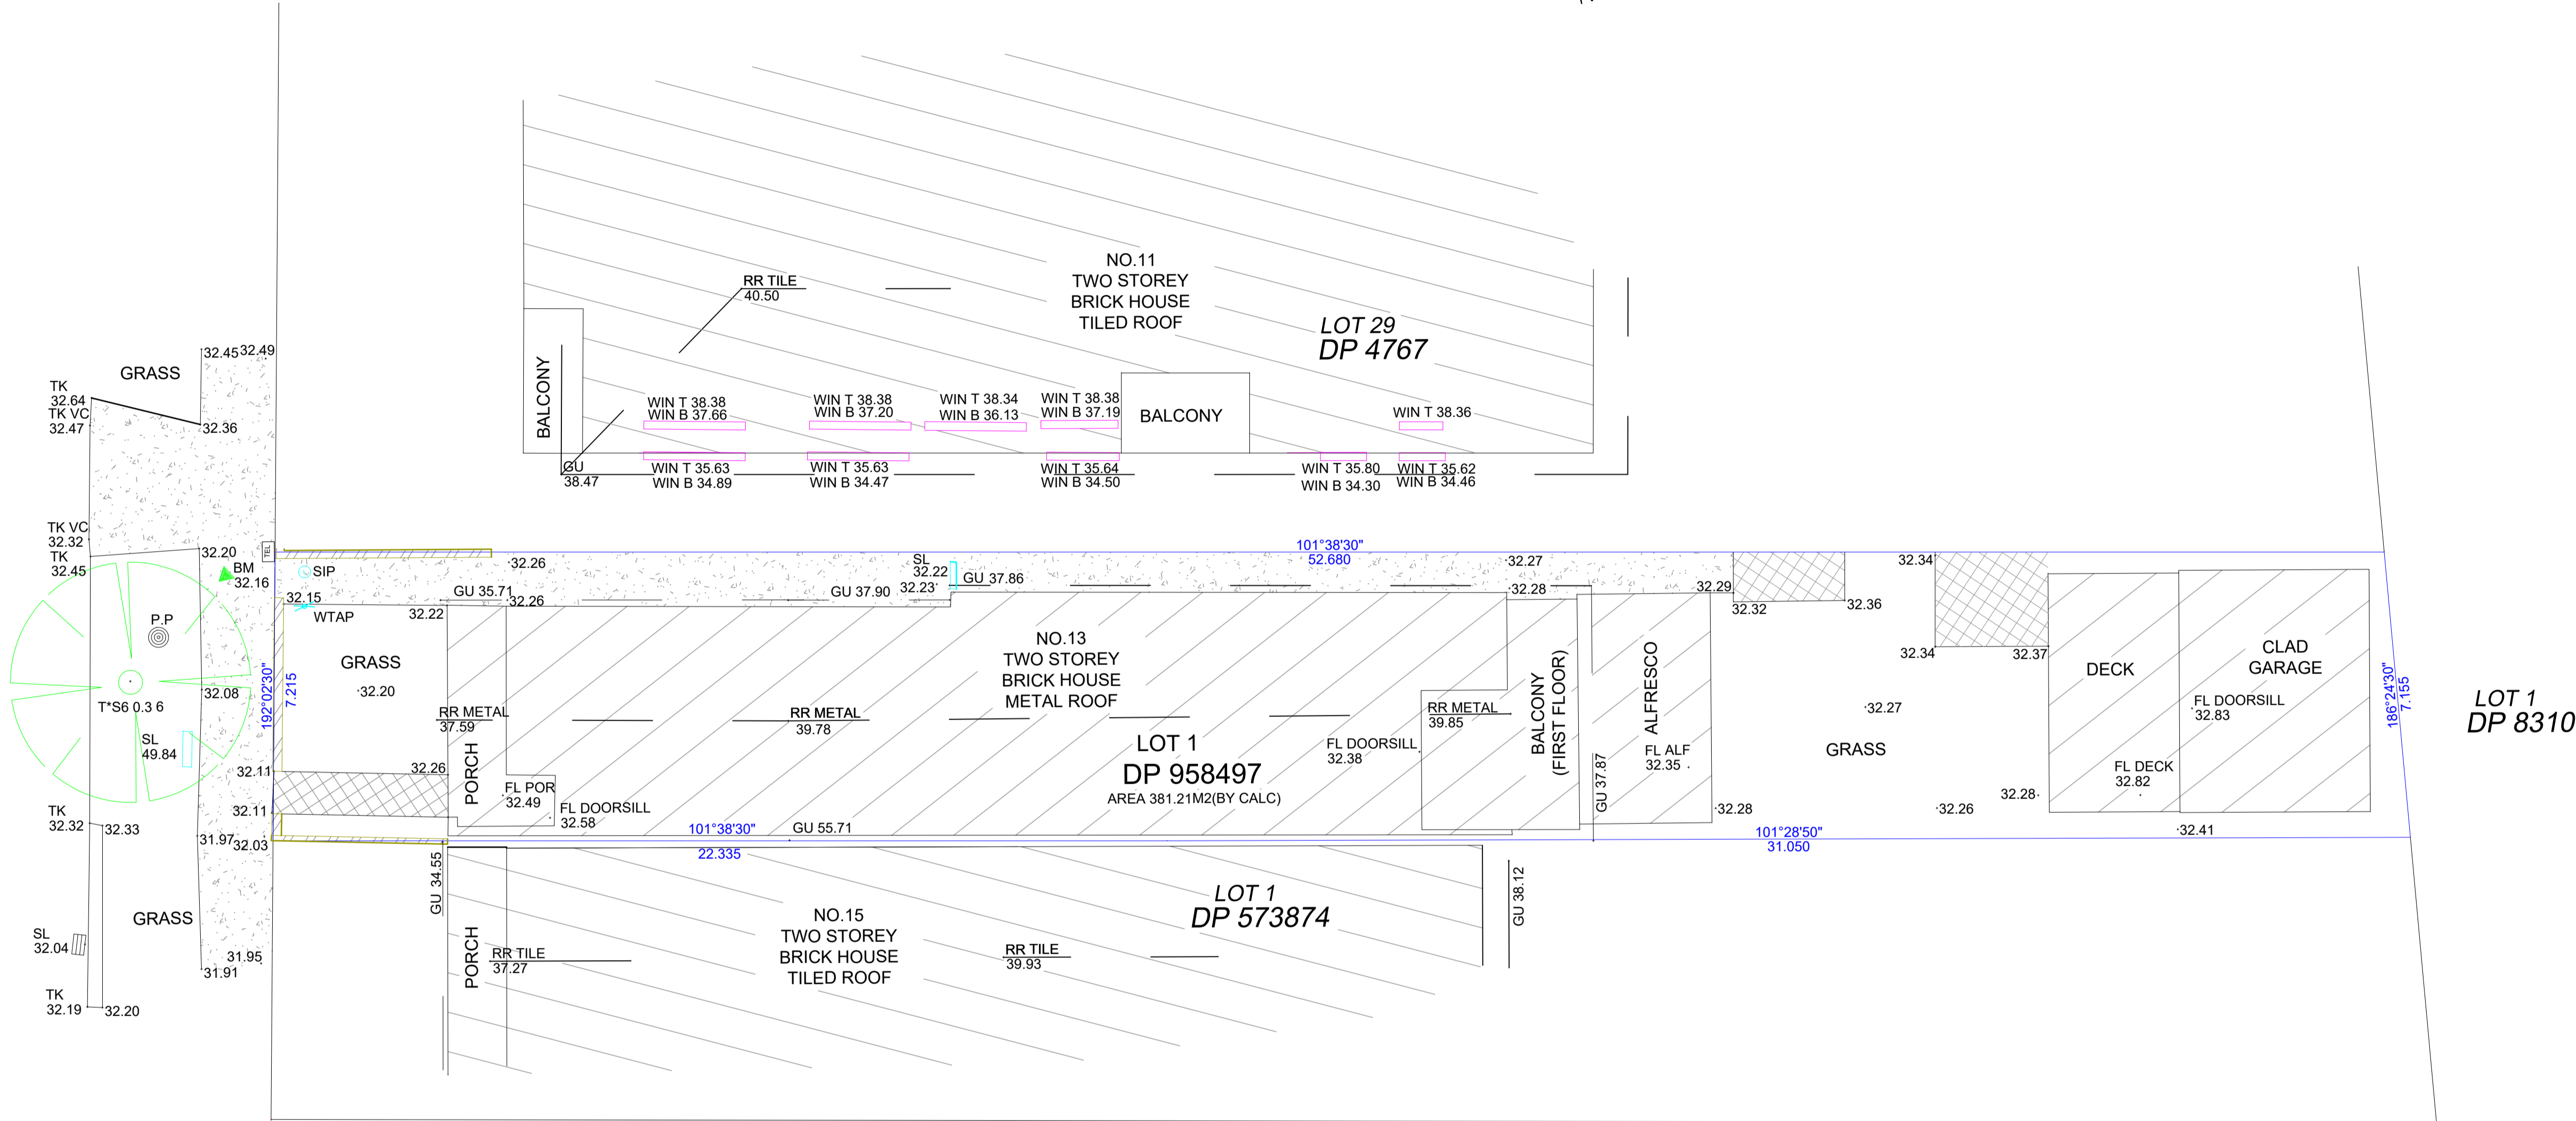 NO.11
TWO STOREY
BRICK HOUSE
TILED ROOF
RR TILE
40.50
LOT 29
DP 4767
BALCONY
BALCONY
WIN T 38.38
WIN B 37.66
WIN T 38.38
WIN B 37.20
WIN T 38.34
WIN B 36.13
WIN T 38.38
WIN B 37.19
WIN T 38.36
GU
38.47
WIN T 35.63
WIN B 34.89
WIN T 35.63
WIN B 34.47
WIN T 35.64
WIN B 34.50
WIN T 35.80
WIN B 34.30
WIN T 35.62
WIN B 34.46
32.45
32.49
GRASS
TK
32.64
TK VC
32.47
32.36
TK VC
32.32
TK
32.45
32.20
TEL
BM
32.16
SIP
32.15
WTAP
P.P
T*S6 0.3 6
SL
49.84
32.08
192°02'30"
7.215
32.26
SL
32.22
32.23
GU 37.86
101°38'30"
52.680
32.27
32.28
32.29
32.34
32.32
32.36
GU 35.71
32.26
GU 37.90
32.22
GRASS
32.20
NO.13
TWO STOREY
BRICK HOUSE
METAL ROOF
RR METAL
37.59
RR METAL
39.78
RR METAL
39.85
PORCH
LOT 1
DP 958497
AREA 381.21M2(BY CALC)
FL DOORSILL
32.38
BALCONY
(FIRST FLOOR)
ALFRESCO
FL ALF
32.35
GU 37.87
32.34
32.37
32.27
GRASS
DECK
CLAD
GARAGE
FL DOORSILL
32.83
FL DECK
32.82
32.28
32.28
32.26
32.41
186°24'30"
7.155
LOT 1
DP 8310
32.11
32.26
32.11
FL POR
32.49
FL DOORSILL
32.58
101°38'30"
22.335
GU 55.71
101°28'50"
31.050
TK
32.32
32.33
31.97
32.03
GU 34.55
GRASS
SL
32.04
31.95
31.91
TK
32.19
32.20
PORCH
RR TILE
37.27
NO.15
TWO STOREY
BRICK HOUSE
TILED ROOF
RR TILE
39.93
LOT 1
DP 573874
GU 38.12